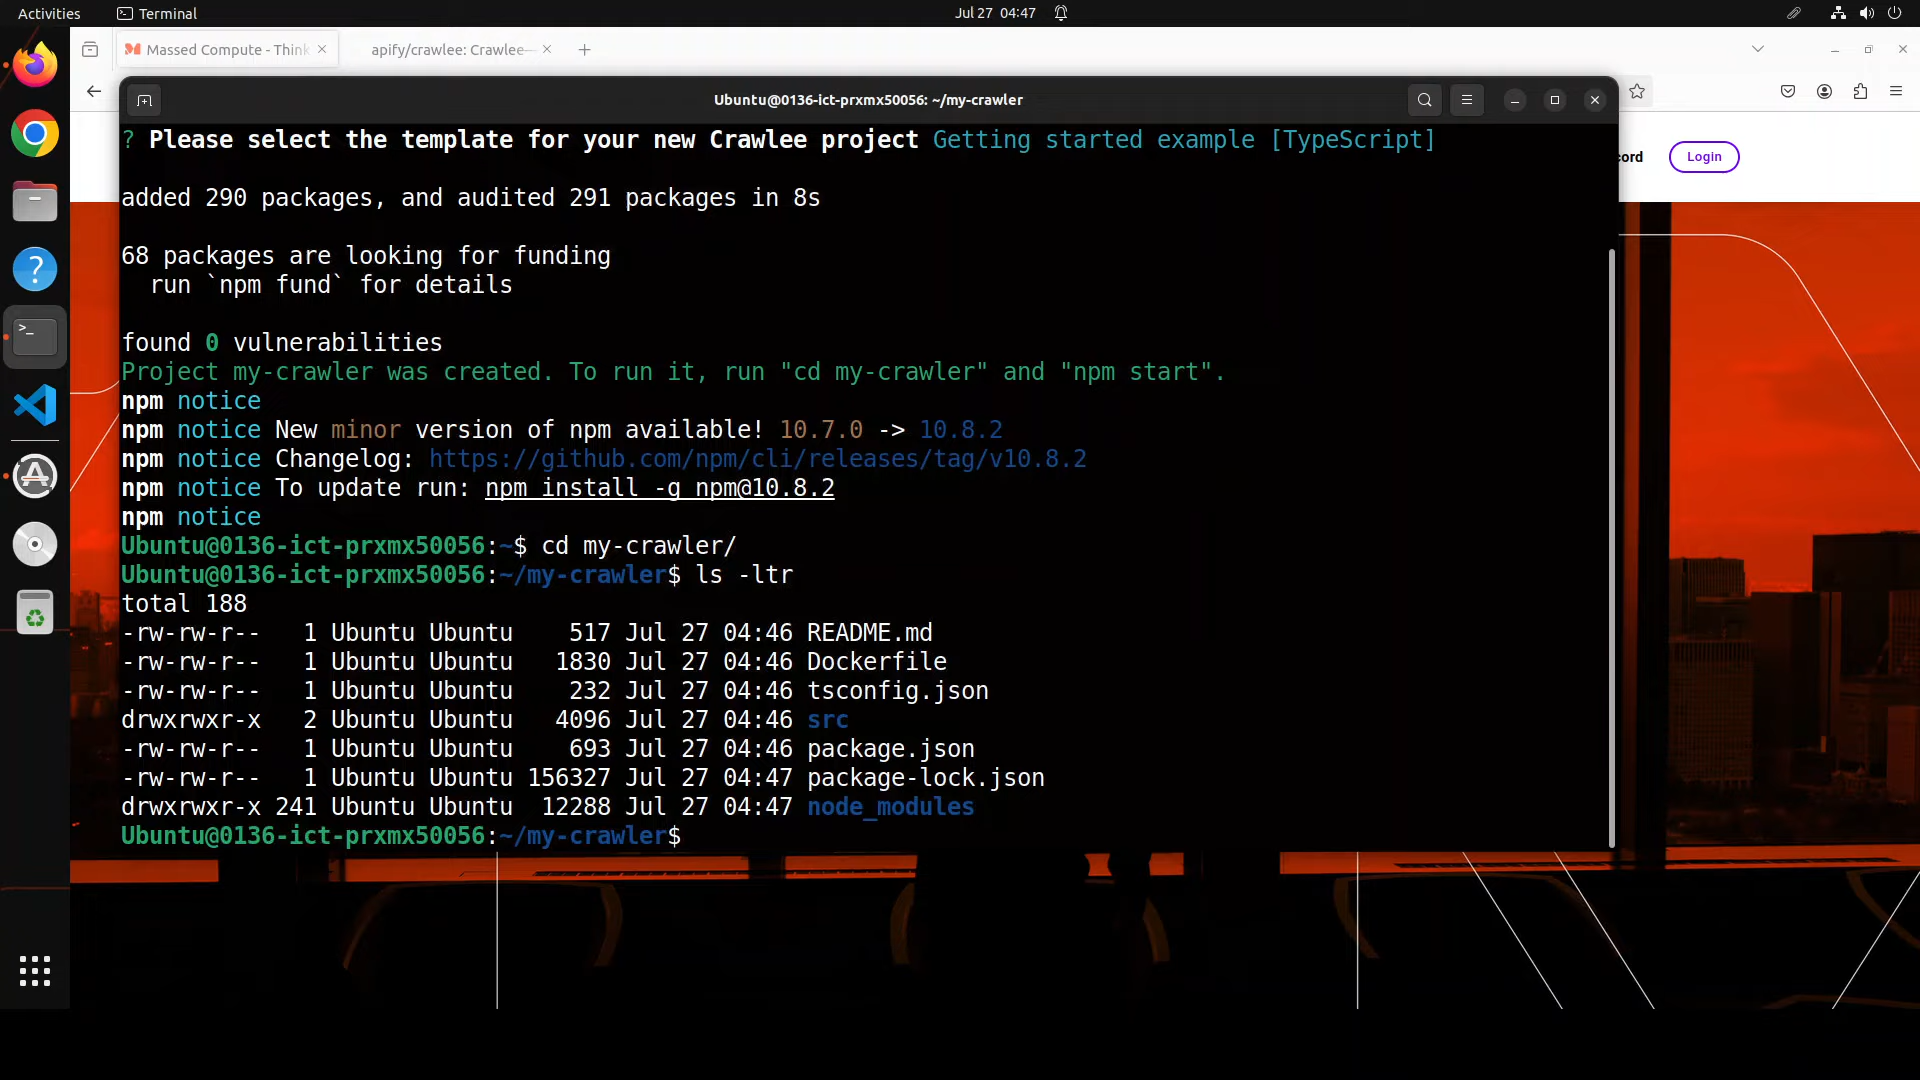 Activities
Terminal
Jul 27 04:47
Massed Compute - Think
apify/crawlee: Crawlee—
Ubuntu@0136-ict-prxmx50056: ~/my-crawler
cord
Login
? Please select the template for your new Crawlee project Getting started example [TypeScript]
added 290 packages, and audited 291 packages in 8s
68 packages are looking for funding
run `npm fund` for details
found 0 vulnerabilities
Project my-crawler was created. To run it, run "cd my-crawler" and "npm start".
npm notice
npm notice New minor version of npm available! 10.7.0 -> 10.8.2
npm notice Changelog: https://github.com/npm/cli/releases/tag/v10.8.2
npm notice To update run: npm install -g npm@10.8.2
npm notice
Ubuntu@0136-ict-prxmx50056:~$ cd my-crawler/
Ubuntu@0136-ict-prxmx50056:~/my-crawler$ ls -ltr
total 188
-rw-rw-r-- 1 Ubuntu Ubuntu 517 Jul 27 04:46 README.md
-rw-rw-r-- 1 Ubuntu Ubuntu 1830 Jul 27 04:46 Dockerfile
-rw-rw-r-- 1 Ubuntu Ubuntu 232 Jul 27 04:46 tsconfig.json
drwxrwxr-x 2 Ubuntu Ubuntu 4096 Jul 27 04:46 src
-rw-rw-r-- 1 Ubuntu Ubuntu 693 Jul 27 04:46 package.json
-rw-rw-r-- 1 Ubuntu Ubuntu 156327 Jul 27 04:47 package-lock.json
drwxrwxr-x 241 Ubuntu Ubuntu 12288 Jul 27 04:47 node_modules
Ubuntu@0136-ict-prxmx50056:~/my-crawler$